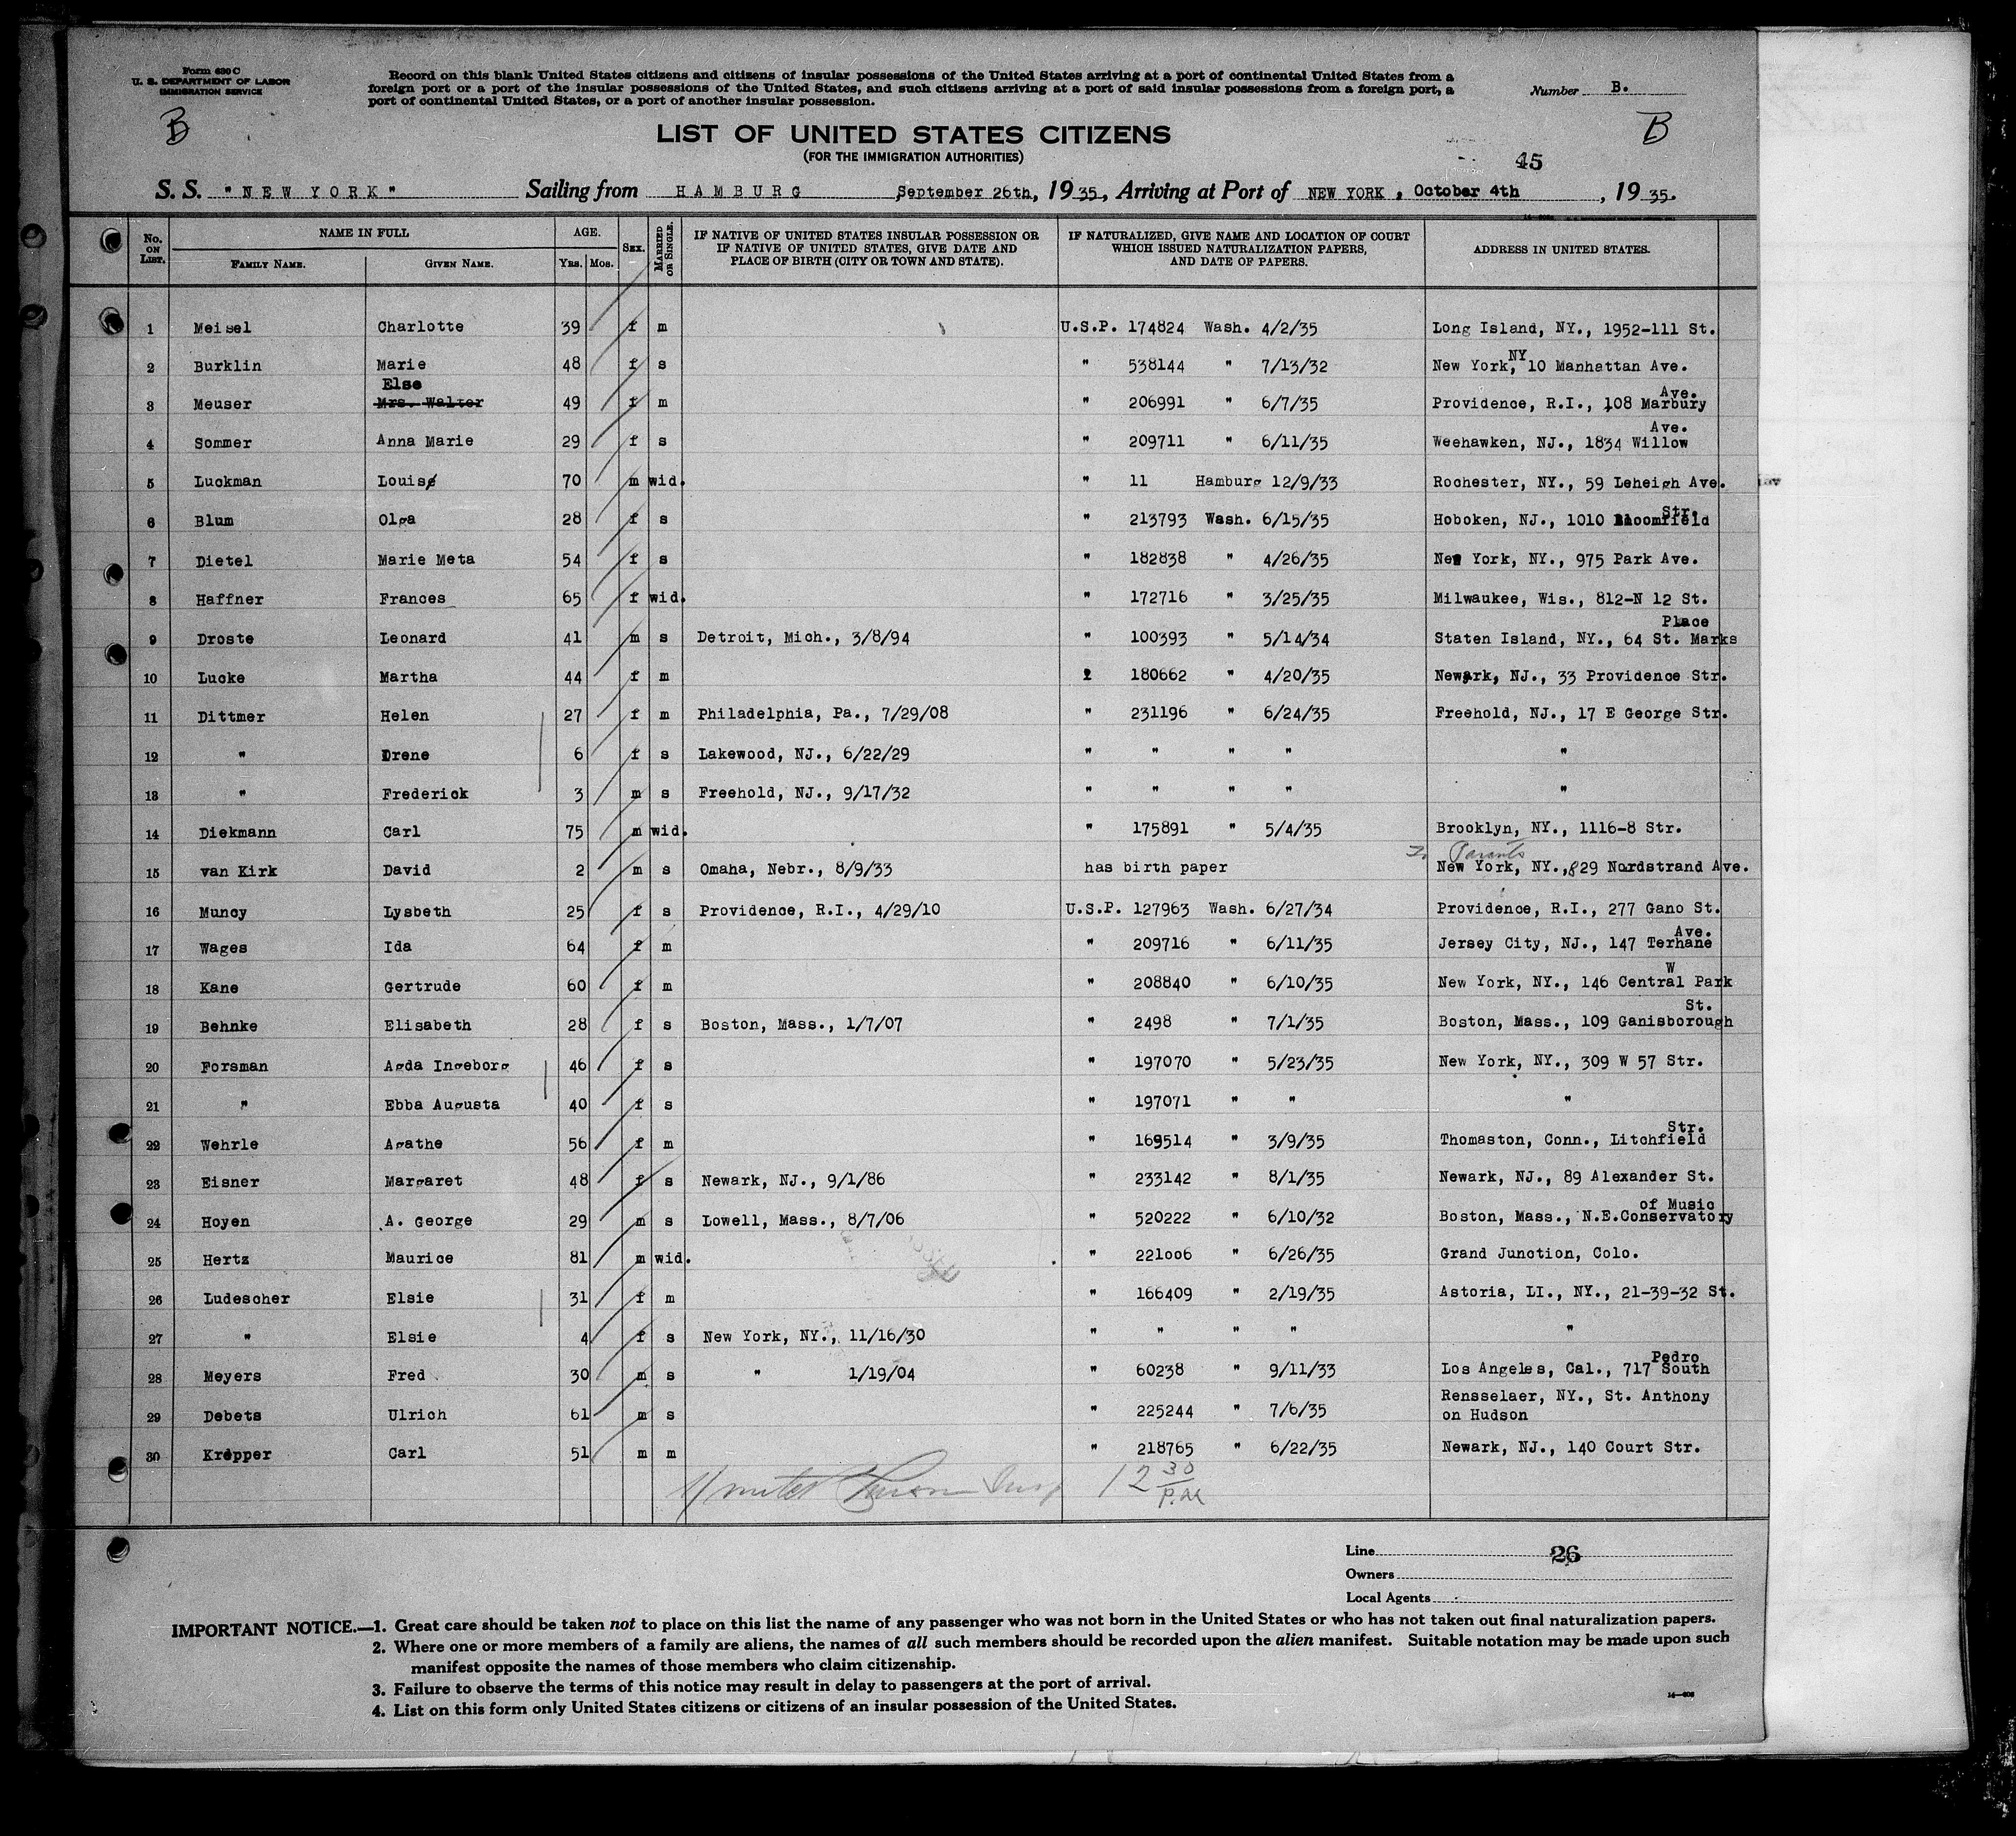 Form 630 C
U. S. DEPARTMENT OF LABOR
IMMIGRATION SERVICE
Record on this blank United States citizens and citizens of insular possessions of the United States arriving at a port of continental United States from a
foreign port or a port of the insular possessions of the United States, and such citizens arriving at a port of said insular possessions from a foreign port, a
port of continental United States, or a port of another insular possession.
Number B.
B
B
LIST OF UNITED STATES CITIZENS
(FOR THE IMMIGRATION AUTHORITIES)
45
S. S. "NEW YORK" Sailing from HAMBURG September 26th, 1935, Arriving at Port of NEW YORK, October 4th, 1935.
No. ON LIST. NAME IN FULL AGE. SEX. MARRIED OR SINGLE. IF NATIVE OF UNITED STATES INSULAR POSSESSION OR IF NATIVE OF UNITED STATES, GIVE DATE AND PLACE OF BIRTH (CITY OR TOWN AND STATE). IF NATURALIZED, GIVE NAME AND LOCATION OF COURT WHICH ISSUED NATURALIZATION PAPERS, AND DATE OF PAPERS. ADDRESS IN UNITED STATES.
FAMILY NAME. GIVEN NAME. YRS. MOS.
1 Meisel Charlotte 39 f m U.S.P. 174824 Wash. 4/2/35 Long Island, NY., 1952-111 St.
2 Burklin Marie 48 f s " 538144 " 7/13/32 New York, NY 10 Manhattan Ave.
3 Meuser Else Mrs. Walter 49 f m " 206991 " 6/7/35 Providence, R.I., 108 Marbury Ave.
4 Sommer Anna Marie 29 f s " 209711 " 6/11/35 Weehawken, NJ., 1834 Willow Ave.
5 Luckman Louise 70 m wid. " 11 Hamburg 12/9/33 Rochester, NY., 59 Leheigh Ave.
6 Blum Olga 28 f s " 213793 Wash. 6/15/35 Hoboken, NJ., 1010 Bloomfield Str.
7 Dietel Marie Meta 54 f s " 182838 " 4/26/35 New York, NY., 975 Park Ave.
8 Haffner Frances 65 f wid. " 172716 " 3/25/35 Milwaukee, Wis., 812-N 12 St.
9 Droste Leonard 41 m s Detroit, Mich., 3/8/94 " 100393 " 5/14/34 Staten Island, NY., 64 St. Marks Place
10 Lucke Martha 44 f m " 180662 " 4/20/35 Newark, NJ., 33 Providence Str.
11 Dittmer Helen 27 f m Philadelphia, Pa., 7/29/08 " 231196 " 6/24/35 Freehold, NJ., 17 E George Str.
12 " Irene 6 f s Lakewood, NJ., 6/22/29 " " " " "
13 " Frederick 3 m s Freehold, NJ., 9/17/32 " " " " "
14 Diekmann Carl 75 m wid. " 175891 " 5/4/35 Brooklyn, NY., 1116-8 Str.
Parents
15 van Kirk David 2 m s Omaha, Nebr., 8/9/33 has birth paper New York, NY., 829 Nordstrand Ave.
16 Muncy Lysbeth 25 f s Providence, R.I., 4/29/10 U.S.P. 127963 Wash. 6/27/34 Providence, R.I., 277 Gano St.
17 Wages Ida 64 f m " 209716 " 6/11/35 Jersey City, NJ., 147 Terhane Ave.
18 Kane Gertrude 60 f m " 208840 " 6/10/35 New York, NY., 146 Central Park W
19 Behnke Elisabeth 28 f s Boston, Mass., 1/7/07 " 2498 " 7/1/35 Boston, Mass., 109 Ganisborough St.
20 Forsman Agda Ingeborg 46 f s " 197070 " 5/23/35 New York, NY., 309 W 57 Str.
21 " Ebba Augusta 40 f s " 197071 " " "
22 Wehrle Agathe 56 f m " 169514 " 3/9/35 Thomaston, Conn., Litchfield Str.
23 Eisner Margaret 48 f s Newark, NJ., 9/1/86 " 233142 " 8/1/35 Newark, NJ., 89 Alexander St.
24 Hoyen A. George 29 m s Lowell, Mass., 8/7/06 " 520222 " 6/10/32 Boston, Mass., N.E.Conservatory of Music
25 Hertz Maurice 81 m wid. " 221006 " 6/26/35 Grand Junction, Colo.
26 Ludescher Elsie 31 f m " 166409 " 2/19/35 Astoria, LI., NY., 21-39-32 St.
27 " Elsie 4 f s New York, NY., 11/16/30 " " " " "
28 Meyers Fred 30 m s " 1/19/04 " 60238 " 9/11/33 Los Angeles, Cal., 717 South Pedro
29 Debets Ulrich 61 m s " 225244 " 7/6/35 Rensselaer, NY., St. Anthony
on Hudson
30 Krepper Carl 51 m m " 218765 " 6/22/35 Newark, NJ., 140 Court Str.
12 30 P.M
Line 26
Owners
Local Agents
IMPORTANT NOTICE.—1. Great care should be taken not to place on this list the name of any passenger who was not born in the United States or who has not taken out final naturalization papers.
2. Where one or more members of a family are aliens, the names of all such members should be recorded upon the alien manifest. Suitable notation may be made upon such
manifest opposite the names of those members who claim citizenship.
3. Failure to observe the terms of this notice may result in delay to passengers at the port of arrival.
4. List on this form only United States citizens or citizens of an insular possession of the United States.